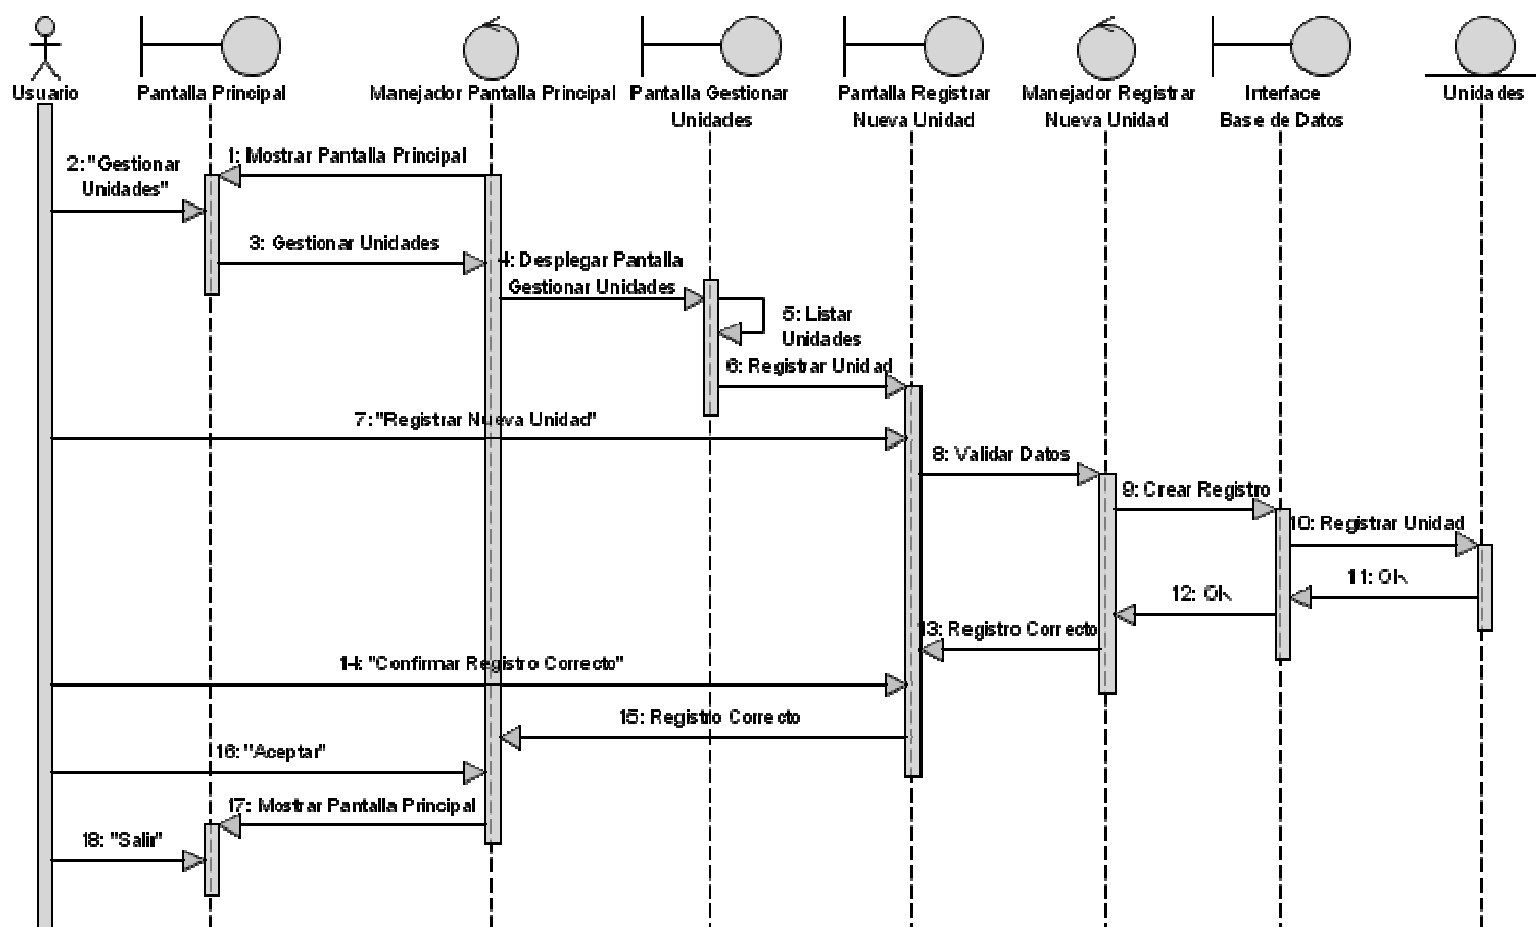 Usuario
Pantalla Principal
Manejador Pantalla Principal
Pantalla Gestionar
Unidades
Pantalla Registrar
Nueva Unidad
Manejador Registrar
Nueva Unidad
Interface
Base de Datos
Unidades
1: Mostrar Pantalla Principal
2: "Gestionar
Unidades"
3: Gestionar Unidades
4: Desplegar Pantalla
Gestionar Unidades
5: Listar
Unidades
6: Registrar Unidad
7: "Registrar Nueva Unidad"
8: Validar Datos
9: Crear Registro
10: Registrar Unidad
11: Ok
12: Ok
13: Registro Correcto
14: "Confirmar Registro Correcto"
15: Registro Correcto
16: "Aceptar"
17: Mostrar Pantalla Principal
18: "Salir"